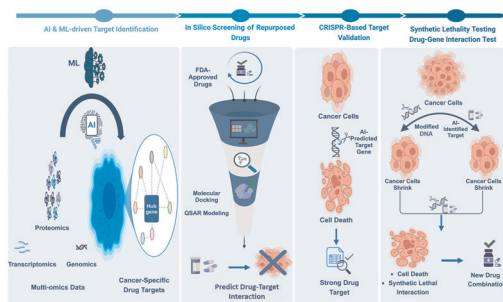 AI & ML-driven Target Identification
In Silico Screening of Repurposed
Drugs
CRISPR-Based Target
Validation
Synthetic Lethality Testing
Drug-Gene Interaction Test
ML
AI
Proteomics
Transcriptomics
Genomics
Multi-omics Data
Hub
gene
Cancer-Specific
Drug Targets
FDA-
Approved
Drugs
Molecular
Docking
QSAR Modeling
Predict Drug-Target
Interaction
Cancer Cells
AI-
Predicted
Target
Gene
Cell Death
Strong Drug
Target
Cancer Cells
Modified
DNA
AI-
Identified
Target
Cancer Cells
Shrink
Cancer Cells
Shrink
• Cell Death
• Synthetic Lethal
Interaction
New Drug
Combinatic